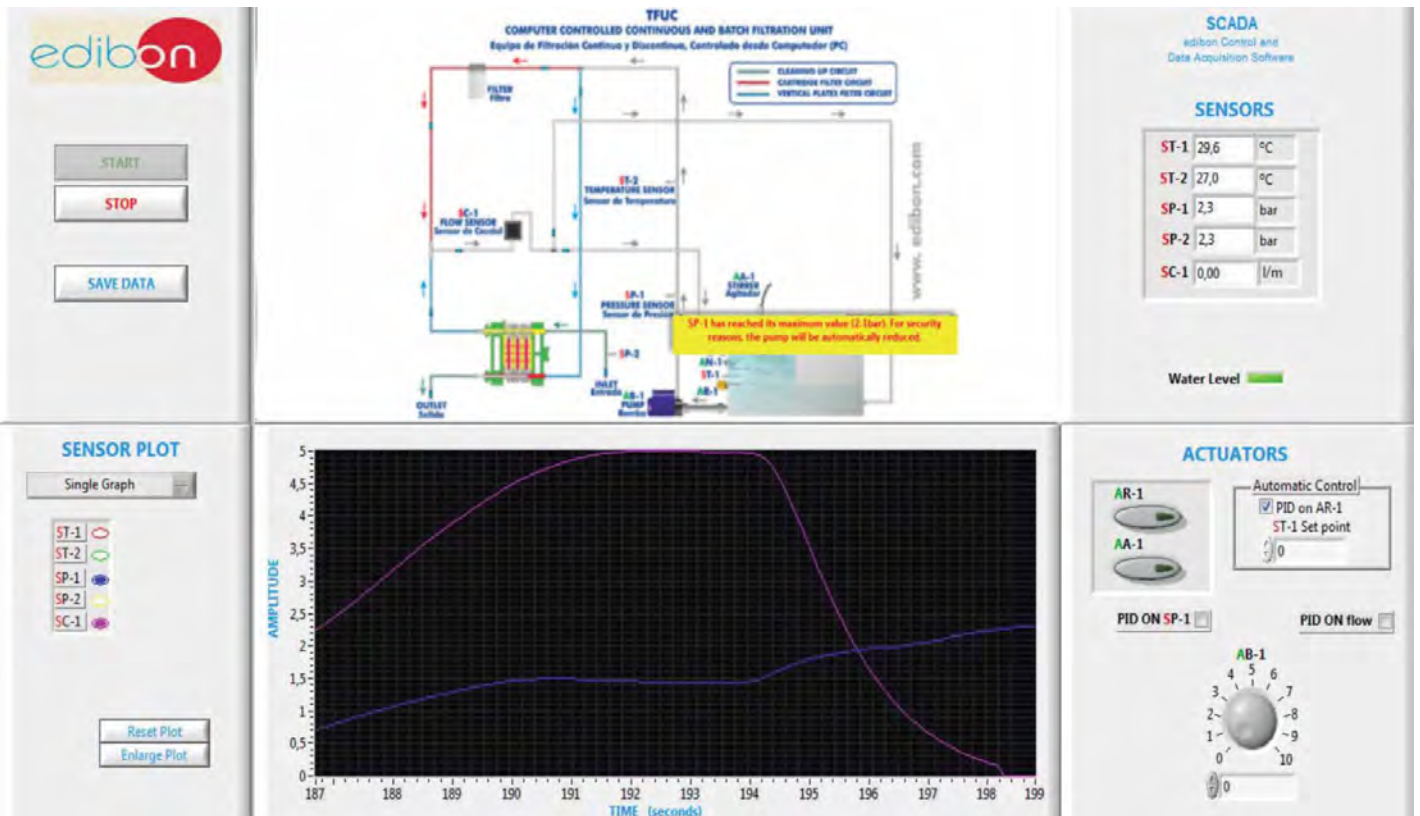 edibon
START
STOP
SAVE DATA
TFUC
COMPUTER CONTROLLED CONTINUOUS AND BATCH FILTRATION UNIT
Equipo de Filtración Continua y Discontinua, Controlado desde Computador (PC)
CLEANING UP CIRCUIT
CARTRIDGE FILTER CIRCUIT
VERTICAL PLATES FILTER CIRCUIT
FILTER
Filtro
ST-2
TEMPERATURE SENSOR
Sensor de Temperatura
SC-1
FLOW SENSOR
Sensor de Caudal
www. edibon.com
AA-1
STIRRER
Agitador
SP-1
PRESSURE SENSOR
Sensor de Presión
SP-1 has reached its maximum value (2.1bar). For security
reasons, the pump will be automatically reduced.
SP-2
AN-1
ST-1
AR-1
INLET
Entrada
AB-1
PUMP
Bomba
OUTLET
Salida
SCADA
edibon Control and
Data Acquisition Software
SENSORS
ST-1 29,6 ºC
ST-2 27,0 ºC
SP-1 2,3 bar
SP-2 2,3 bar
SC-1 0,00 l/m
Water Level
SENSOR PLOT
Single Graph
ST-1
ST-2
SP-1
SP-2
SC-1
Reset Plot
Enlarge Plot
AMPLITUDE
5
4,5
4
3,5
3
2,5
2
1,5
1
0,5
0
187 188 189 190 191 192 193 194 195 196 197 198 199
TIME (seconds)
ACTUATORS
AR-1
AA-1
Automatic Control
PID on AR-1
ST-1 Set point
0
PID ON SP-1
PID ON flow
AB-1
0 1 2 3 4 5 6 7 8 9 10
0